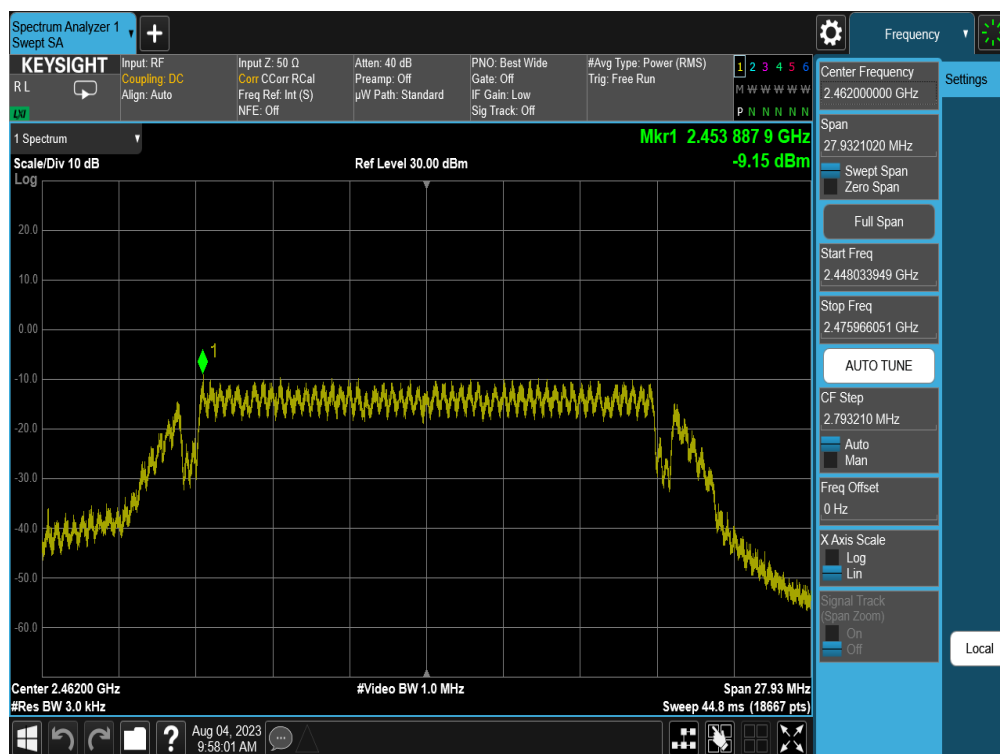 Spectrum Analyzer 1
Swept SA
+
Frequency
KEYSIGHT
R L
LXI
Input: RF
Coupling: DC
Align: Auto
Input Z: 50 Ω
Corr CCorr RCal
Freq Ref: Int (S)
NFE: Off
Atten: 40 dB
Preamp: Off
µW Path: Standard
PNO: Best Wide
Gate: Off
IF Gain: Low
Sig Track: Off
#Avg Type: Power (RMS)
Trig: Free Run
1 2 3 4 5 6
M W W W W W
P N N N N N
1 Spectrum
Scale/Div 10 dB
Log
Ref Level 30.00 dBm
Mkr1 2.453 887 9 GHz
-9.15 dBm
20.0
10.0
0.00
-10.0
-20.0
-30.0
-40.0
-50.0
-60.0
1
Center 2.46200 GHz
#Res BW 3.0 kHz
#Video BW 1.0 MHz
Span 27.93 MHz
Sweep 44.8 ms (18667 pts)
Center Frequency
2.462000000 GHz
Span
27.9321020 MHz
Swept Span
Zero Span
Full Span
Start Freq
2.448033949 GHz
Stop Freq
2.475966051 GHz
AUTO TUNE
CF Step
2.793210 MHz
Auto
Man
Freq Offset
0 Hz
X Axis Scale
Log
Lin
Signal Track
(Span Zoom)
On
Off
Settings
Local
?
Aug 04, 2023
9:58:01 AM